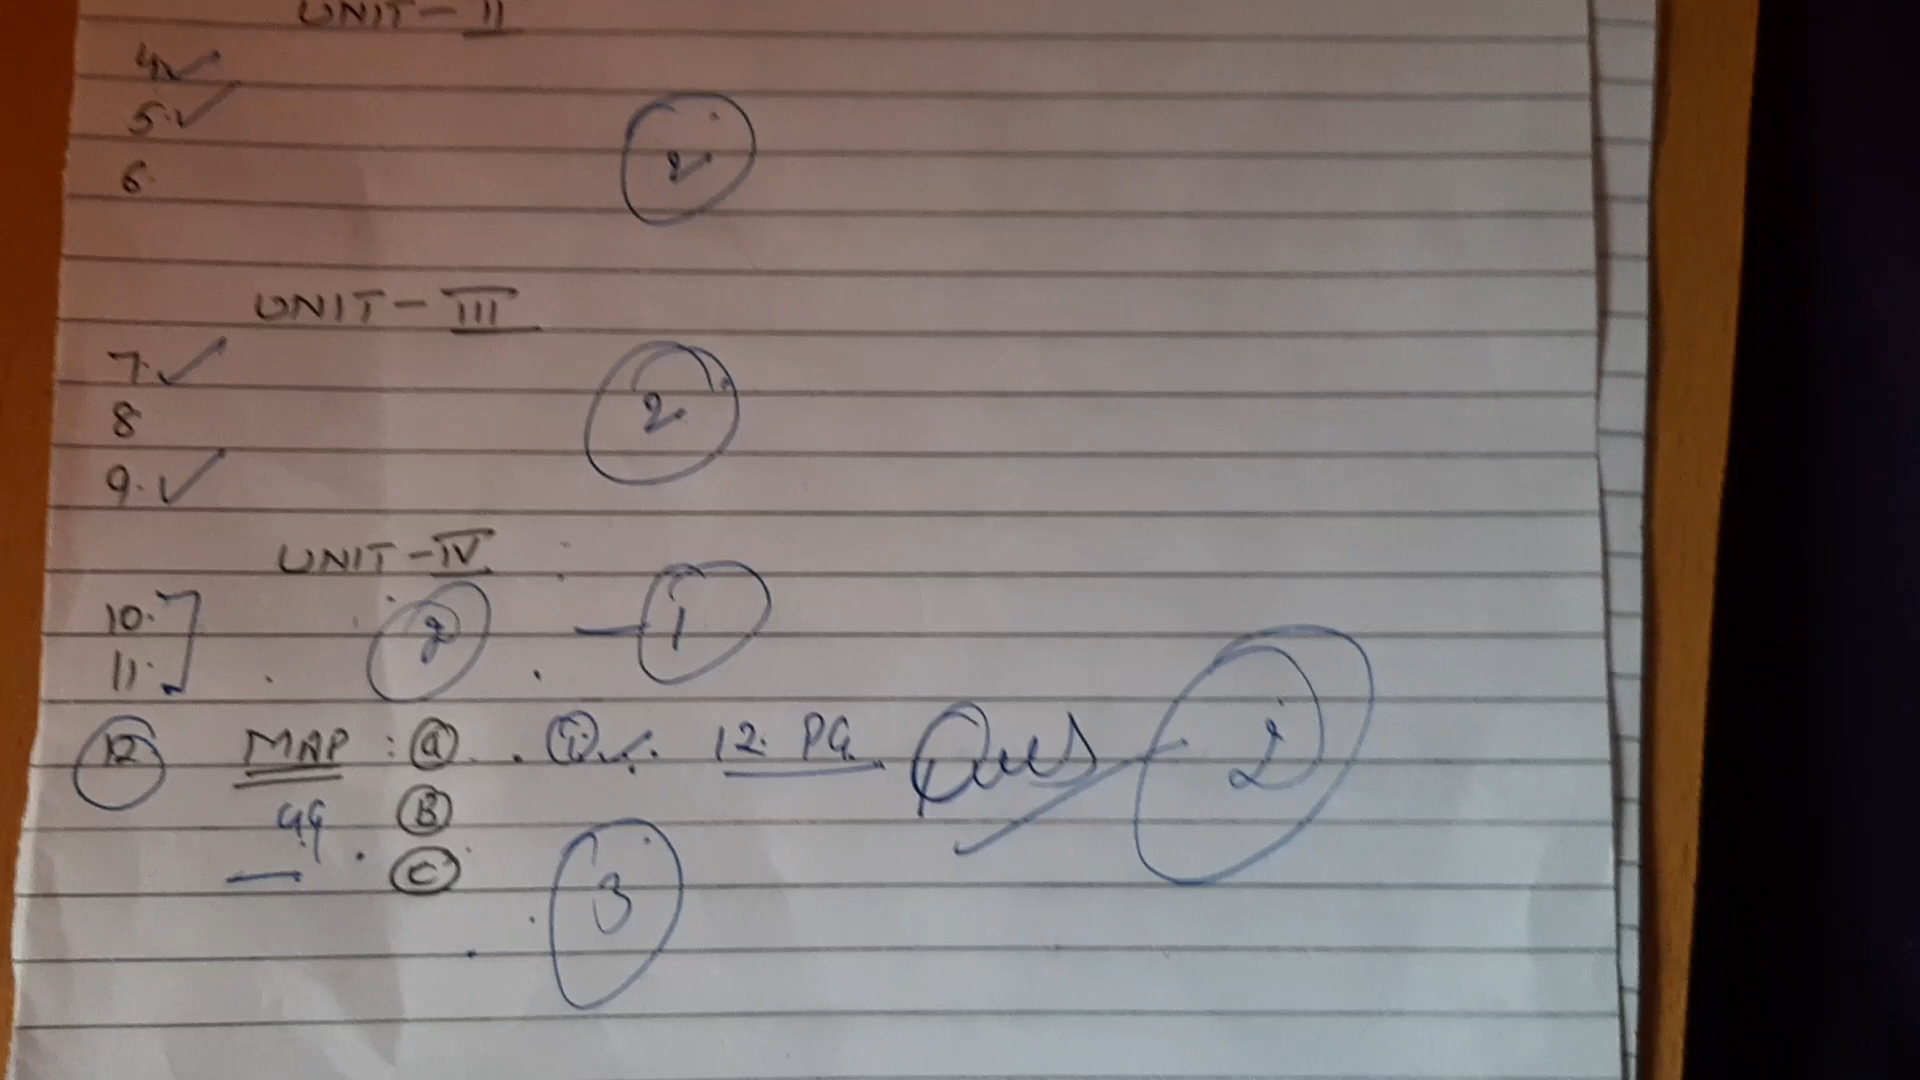 UNIT - II
4 ✓
5. ✓
6.
2
UNIT - III
7. ✓
8
2
9. ✓
UNIT - IV
10.
11.
2 - 1
12 MAP : a 12. PG. Ques 2
B
C
3